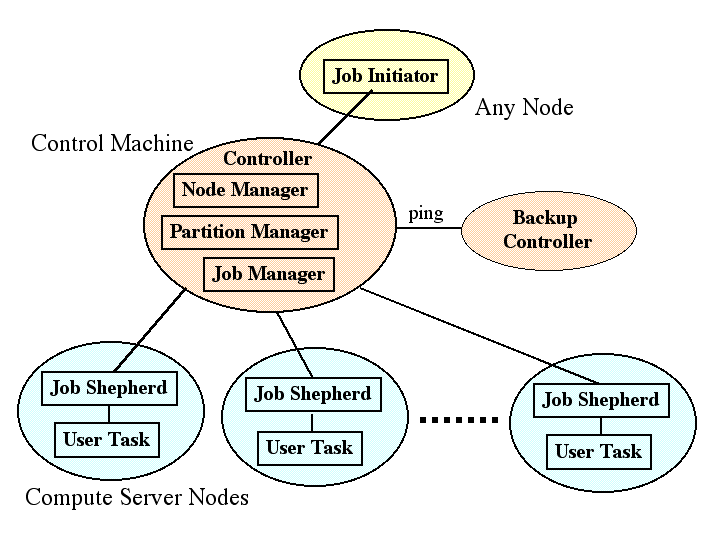 Job Initiator
Any Node
Control Machine
Controller
Node Manager
Partition Manager
Job Manager
ping
Backup
Controller
Job Shepherd
User Task
Job Shepherd
User Task
Job Shepherd
User Task
Compute Server Nodes